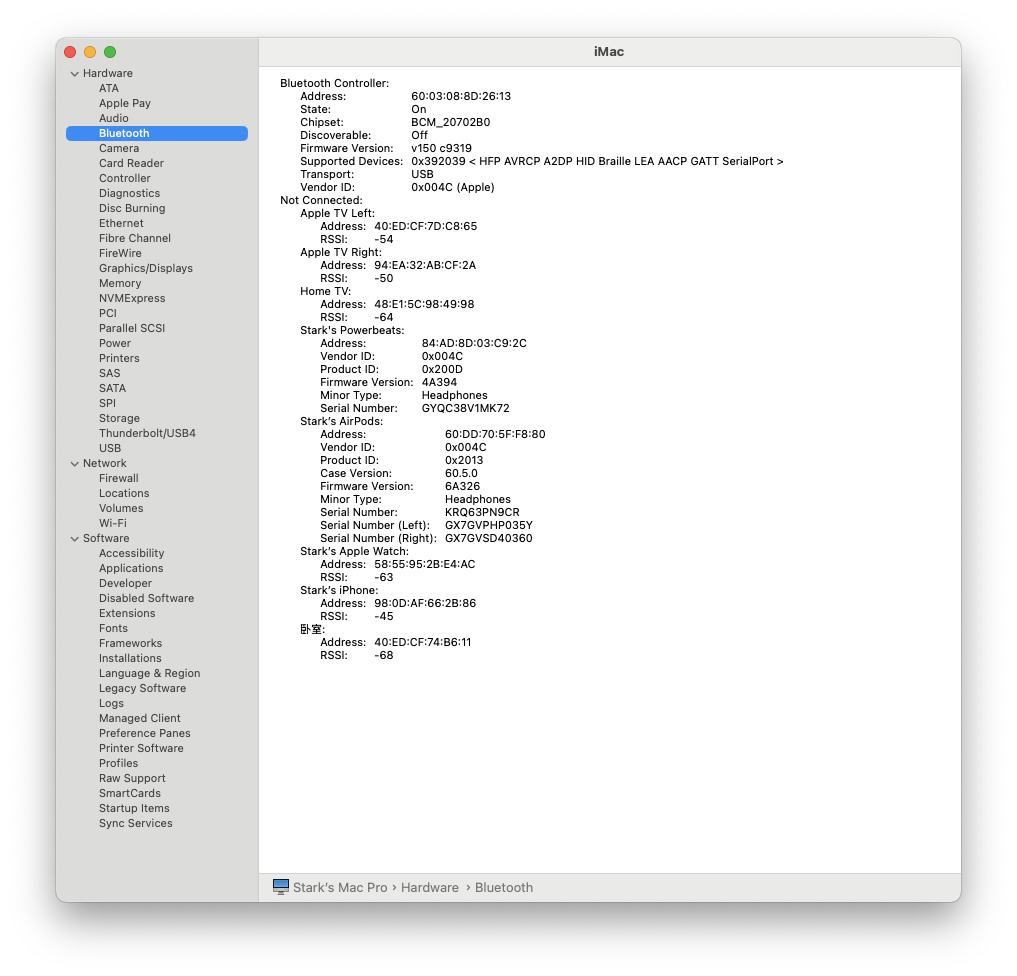 iMac
Hardware
ATA
Apple Pay
Audio
Bluetooth
Camera
Card Reader
Controller
Diagnostics
Disc Burning
Ethernet
Fibre Channel
FireWire
Graphics/Displays
Memory
NVMExpress
PCI
Parallel SCSI
Power
Printers
SAS
SATA
SPI
Storage
Thunderbolt/USB4
USB
Network
Firewall
Locations
Volumes
Wi-Fi
Software
Accessibility
Applications
Developer
Disabled Software
Extensions
Fonts
Frameworks
Installations
Language & Region
Legacy Software
Logs
Managed Client
Preference Panes
Printer Software
Profiles
Raw Support
SmartCards
Startup Items
Sync Services
Bluetooth Controller:
Address: 60:03:08:8D:26:13
State: On
Chipset: BCM_20702B0
Discoverable: Off
Firmware Version: v150 c9319
Supported Devices: 0x392039 < HFP AVRCP A2DP HID Braille LEA AACP GATT SerialPort >
Transport: USB
Vendor ID: 0x004C (Apple)
Not Connected:
Apple TV Left:
Address: 40:ED:CF:7D:C8:65
RSSI: -54
Apple TV Right:
Address: 94:EA:32:AB:CF:2A
RSSI: -50
Home TV:
Address: 48:E1:5C:98:49:98
RSSI: -64
Stark's Powerbeats:
Address: 84:AD:8D:03:C9:2C
Vendor ID: 0x004C
Product ID: 0x200D
Firmware Version: 4A394
Minor Type: Headphones
Serial Number: GYQC38V1MK72
Stark’s AirPods:
Address: 60:DD:70:5F:F8:80
Vendor ID: 0x004C
Product ID: 0x2013
Case Version: 60.5.0
Firmware Version: 6A326
Minor Type: Headphones
Serial Number: KRQ63PN9CR
Serial Number (Left): GX7GVPHP035Y
Serial Number (Right): GX7GVSD40360
Stark’s Apple Watch:
Address: 58:55:95:2B:E4:AC
RSSI: -63
Stark’s iPhone:
Address: 98:0D:AF:66:2B:86
RSSI: -45
卧室:
Address: 40:ED:CF:74:B6:11
RSSI: -68
Stark’s Mac Pro › Hardware › Bluetooth